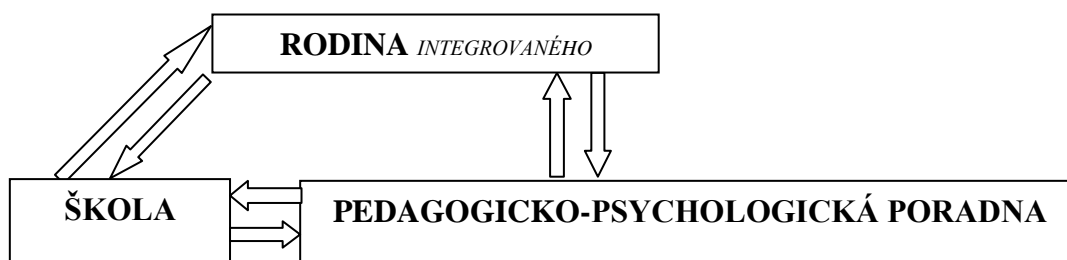 RODINA INTEGROVANÉHO
ŠKOLA
PEDAGOGICKO-PSYCHOLOGICKÁ PORADNA